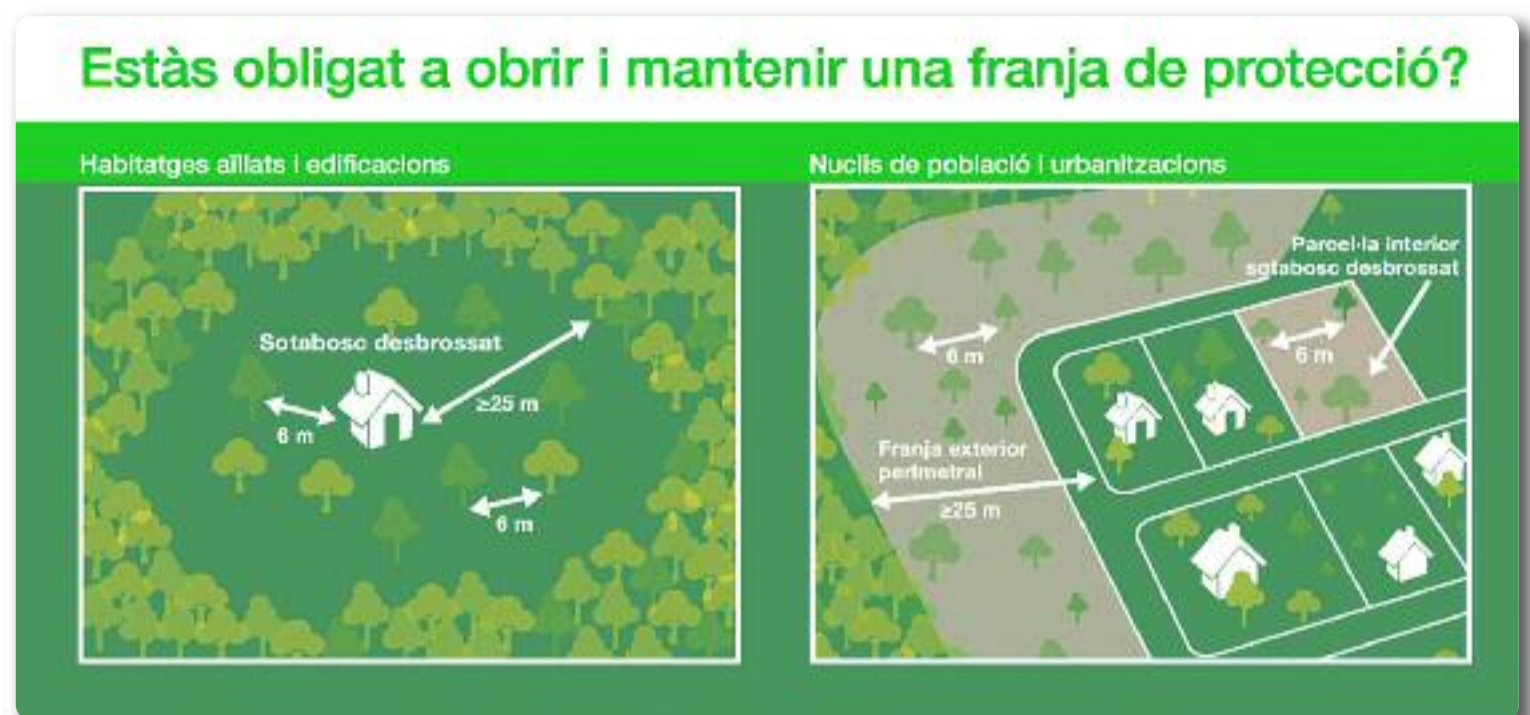 Estàs obligat a obrir i mantenir una franja de protecció?
Habitatges aïllats i edificacions
Sotabosc desbrossat
≥25 m
6 m
6 m
Nuclis de població i urbanitzacions
Parcel·la interior
sotabosc desbrossat
6 m
6 m
Franja exterior
perimetral
≥25 m